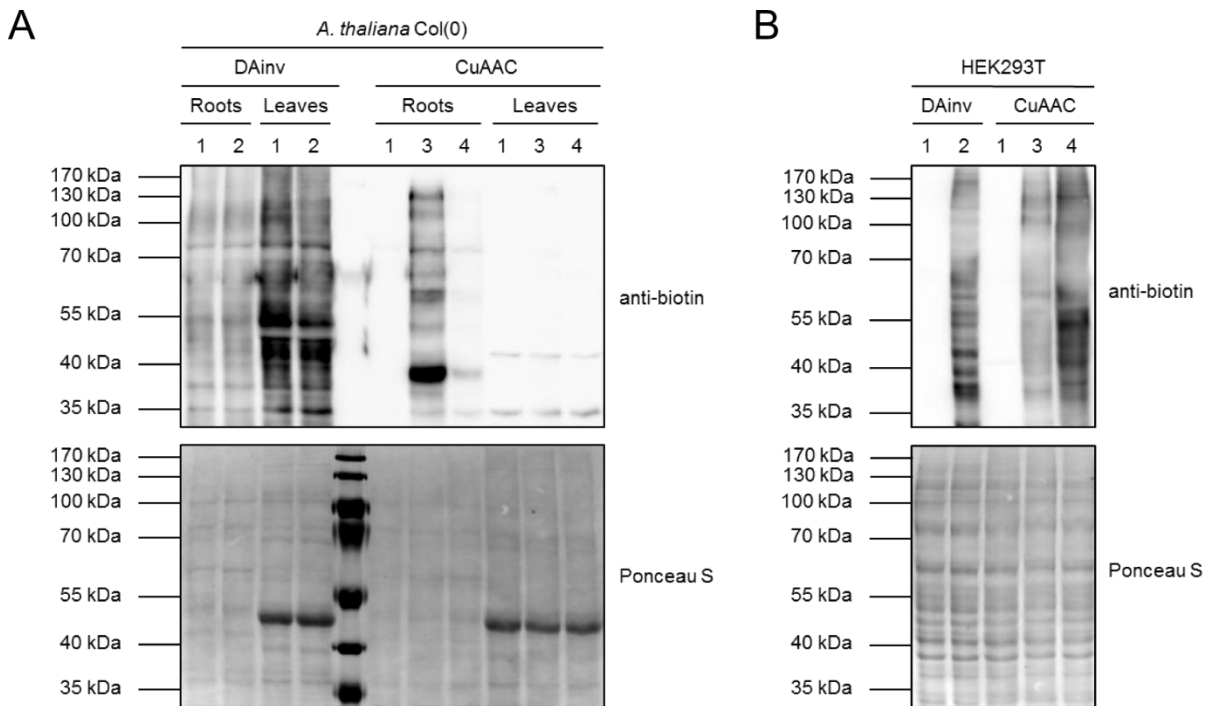 A
A. thaliana Col(0)
DAinv CuAAC
Roots Leaves Roots Leaves
1 2 1 2 1 3 4 1 3 4
170 kDa
130 kDa
100 kDa
70 kDa
55 kDa
40 kDa
35 kDa
anti-biotin
170 kDa
130 kDa
100 kDa
70 kDa
55 kDa
40 kDa
35 kDa
Ponceau S
B
HEK293T
DAinv CuAAC
1 2 1 3 4
170 kDa
130 kDa
100 kDa
70 kDa
55 kDa
40 kDa
35 kDa
anti-biotin
170 kDa
130 kDa
100 kDa
70 kDa
55 kDa
40 kDa
35 kDa
Ponceau S